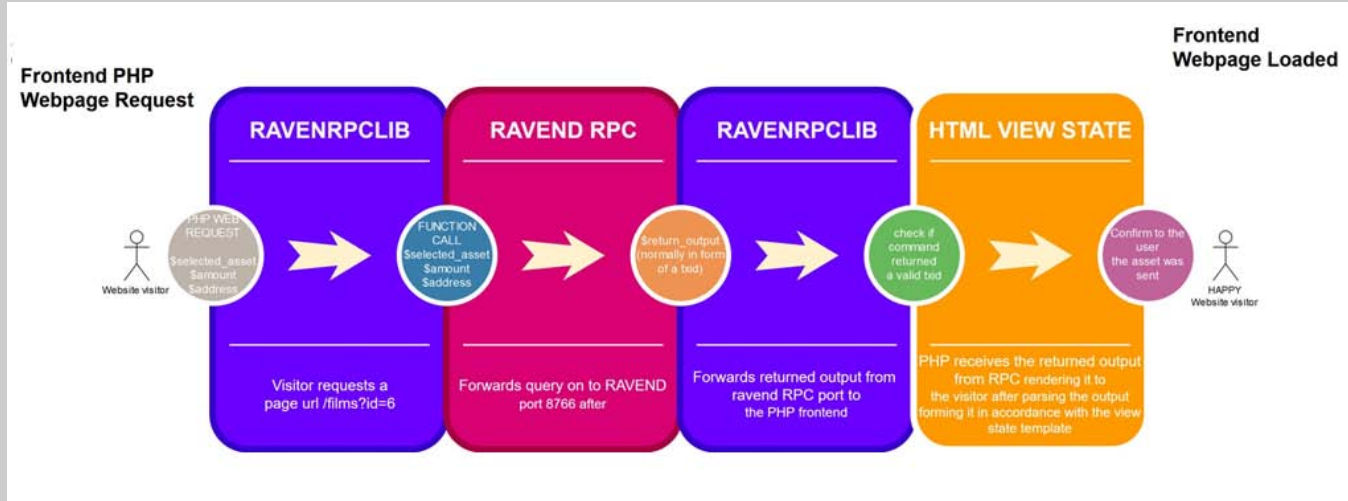 Frontend PHP
Webpage Request
Frontend
Webpage Loaded
RAVENRPCLIB
RAVEND RPC
RAVENRPCLIB
HTML VIEW STATE
Website visitor
PHP WEB
REQUEST
$selected_asset
$amount
$address
FUNCTION
CALL
$selected_asset
$amount
$address
$return_output
(normally in form
of a txid)
check if
command
returned
a valid txid
Confirm to the
user
the asset was
sent
HAPPY
Website visitor
Visitor requests a
page url /films?id=6
Forwards query on to RAVEND
port 8766 after
Forwards returned output from
ravend RPC port to
the PHP frontend
PHP receives the returned output
from RPC rendering it to
the visitor after parsing the output
forming it in accordance with the view
state template